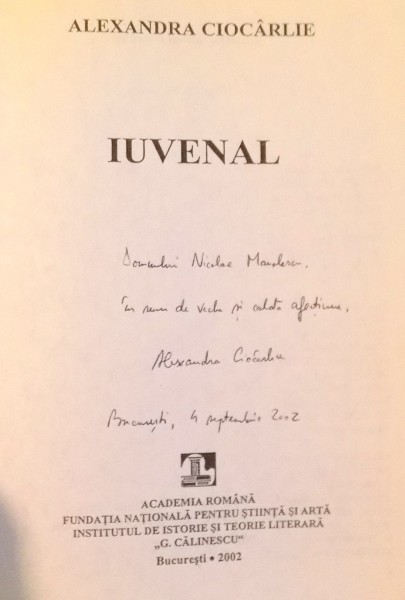 ALEXANDRA CIOCÂRLIE
IUVENAL
Domnului Nicolae Manolescu,
în semn de veche și caldă afecțiune,
Alexandra Ciocârlie
București, 4 septembrie 2002
ACADEMIA ROMÂNĂ
FUNDAȚIA NAȚIONALĂ PENTRU ȘTIINȚĂ ȘI ARTĂ
INSTITUTUL DE ISTORIE ȘI TEORIE LITERARĂ
„G. CĂLINESCU”
București • 2002